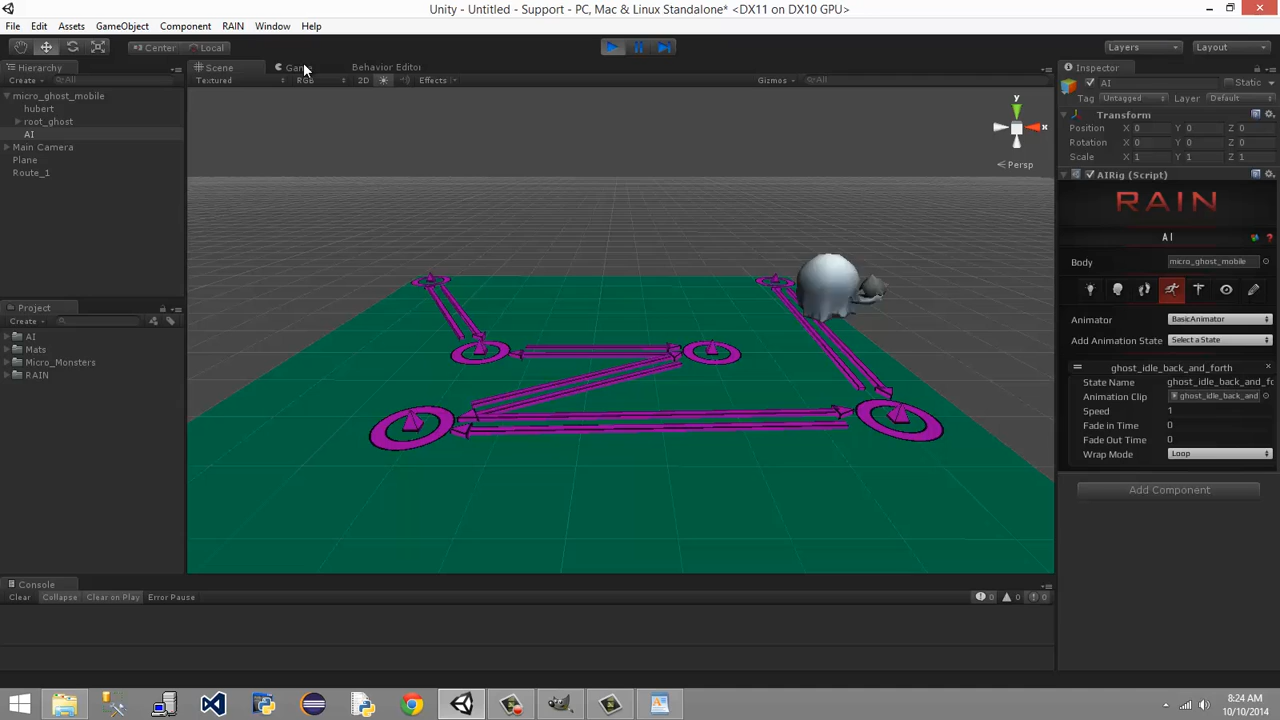 Unity - Untitled - Support - PC, Mac & Linux Standalone* <DX11 on DX10 GPU>
File Edit Assets GameObject Component RAIN Window Help
Center Local Layers Layout
Hierarchy
Create All
micro_ghost_mobile
hubert
root_ghost
AI
Main Camera
Plane
Route_1
Project
Create
AI
Mats
Micro_Monsters
RAIN
Scene Game Behavior Editor
Textured RGB 2D Effects Gizmos All
y
x
Persp
Inspector
AI Static
Tag Untagged Layer Default
Transform
Position X 0 Y 0 Z 0
Rotation X 0 Y 0 Z 0
Scale X 1 Y 1 Z 1
AIRig (Script)
RAIN
AI
Body micro_ghost_mobile
Animator BasicAnimator
Add Animation State Select a State
ghost_idle_back_and_forth
State Name ghost_idle_back_and_fo
Animation Clip ghost_idle_back_and
Speed 1
Fade in Time 0
Fade Out Time 0
Wrap Mode Loop
Add Component
Console
Clear Collapse Clear on Play Error Pause 0 0 0
8:24 AM
10/10/2014